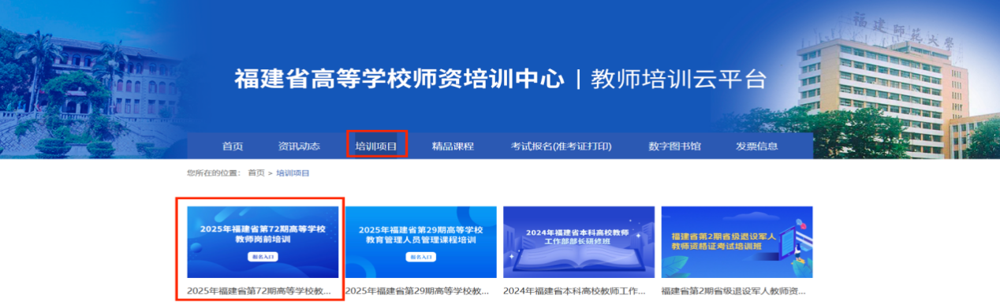 福建師范大學
福建省高等学校师资培训中心 | 教师培训云平台
首页 资讯动态 培训项目 精品课程 考试报名(准考证打印) 数字图书馆 发票信息
您所在的位置: 首页 > 培训项目
2025年福建省第72期高等学校
教师岗前培训
报名入口
2025年福建省第29期高等学校
教育管理人员管理课程培训
报名入口
2024年福建省本科高校教师
工作部部长研修班
福建省第2期省级退役军人
教师资格证考试培训班
2025年福建省第72期高等学校教...
2025年福建省第29期高等学校教...
2024年福建省本科高校教师工作...
福建省第2期省级退役军人教师资...